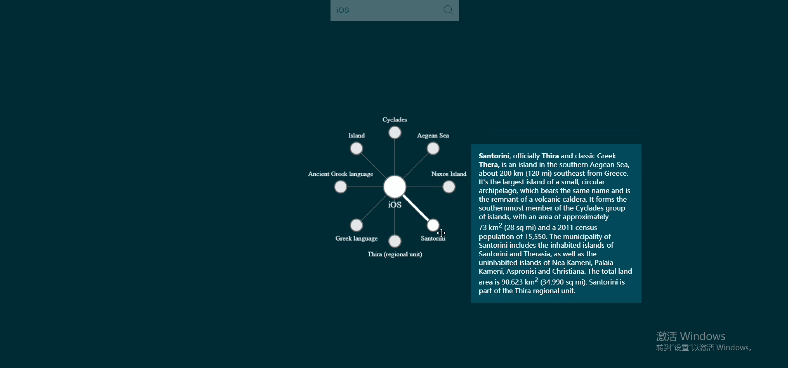 iOS
Cyclades
Island
Aegean Sea
Ancient Greek language
Naxos Island
iOS
Greek language
Santorini
Thira (regional unit)
Santorini, officially Thira and classic Greek
Thera, is an island in the southern Aegean Sea,
about 200 km (120 mi) southeast from Greece.
It's the largest island of a small, circular
archipelago, which bears the same name and is
the remnant of a volcanic caldera. It forms the
southernmost member of the Cyclades group
of islands, with an area of approximately
73 km² (28 sq mi) and a 2011 census
population of 15,550. The municipality of
Santorini includes the inhabited islands of
Santorini and Therasia, as well as the
uninhabited islands of Nea Kameni, Palaia
Kameni, Aspronisi and Christiana. The total land
area is 90.623 km² (34.990 sq mi). Santorini is
part of the Thira regional unit.
激活 Windows
转到"设置"以激活 Windows。